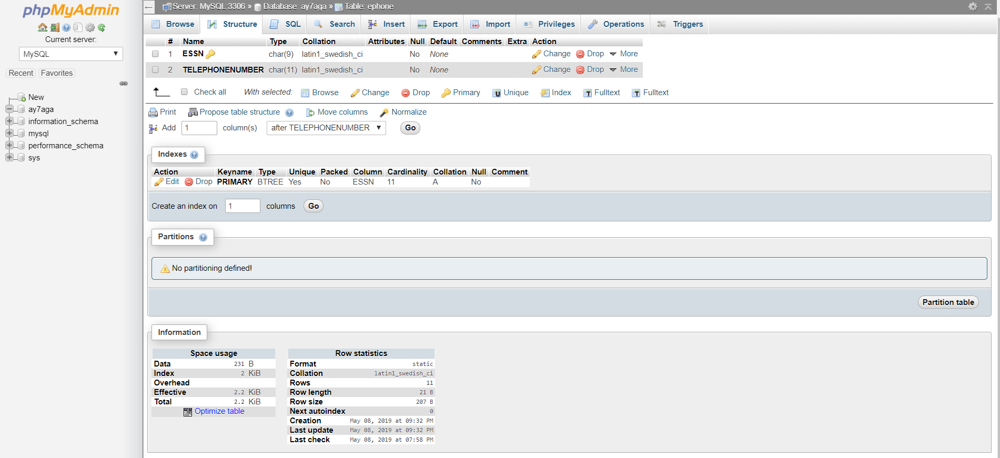 phpMyAdmin
Current server:
MySQL
Recent Favorites
New
ay7aga
information_schema
mysql
performance_schema
sys
Server: MySQL:3306 » Database: ay7aga » Table: ephone
Browse Structure SQL Search Insert Export Import Privileges Operations Triggers
# Name Type Collation Attributes Null Default Comments Extra Action
1 ESSN char(9) latin1_swedish_ci No None Change Drop More
2 TELEPHONENUMBER char(11) latin1_swedish_ci No None Change Drop More
Check all With selected: Browse Change Drop Primary Unique Index Fulltext Fulltext
Print Propose table structure Move columns Normalize
Add 1 column(s) after TELEPHONENUMBER Go
Indexes
Action Keyname Type Unique Packed Column Cardinality Collation Null Comment
Edit Drop PRIMARY BTREE Yes No ESSN 11 A No
Create an index on 1 columns Go
Partitions
No partitioning defined!
Partition table
Information
Space usage
Data 231 B
Index 2 KiB
Overhead
Effective 2.2 KiB
Total 2.2 KiB
Optimize table
Row statistics
Format static
Collation latin1_swedish_ci
Rows 11
Row length 21 B
Row size 207 B
Next autoindex 0
Creation May 08, 2019 at 09:32 PM
Last update May 08, 2019 at 09:32 PM
Last check May 08, 2019 at 07:58 PM